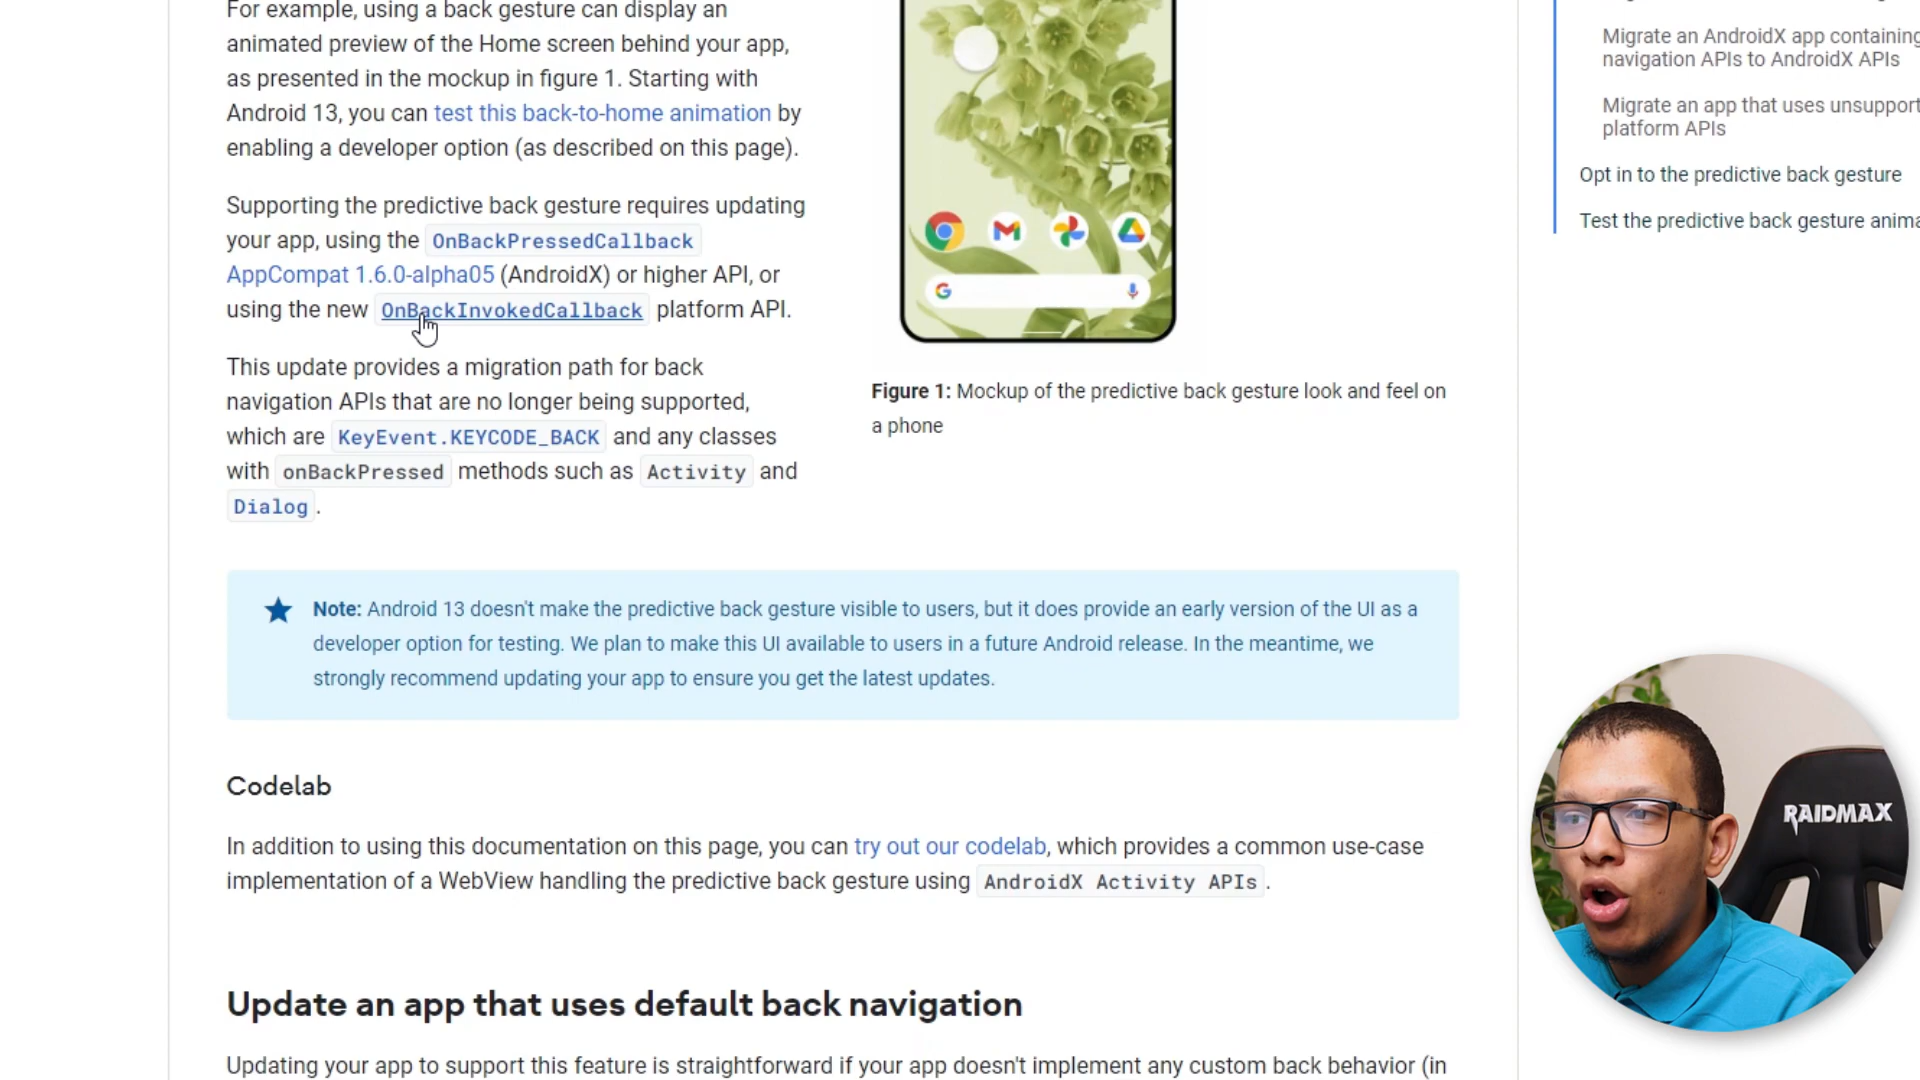 For example, using a back gesture can display an
animated preview of the Home screen behind your app,
as presented in the mockup in figure 1. Starting with
Android 13, you can test this back-to-home animation by
enabling a developer option (as described on this page).
Supporting the predictive back gesture requires updating
your app, using the OnBackPressedCallback
AppCompat 1.6.0-alpha05 (AndroidX) or higher API, or
using the new OnBackInvokedCallback platform API.
This update provides a migration path for back
navigation APIs that are no longer being supported,
which are KeyEvent.KEYCODE_BACK and any classes
with onBackPressed methods such as Activity and
Dialog.
G
Figure 1: Mockup of the predictive back gesture look and feel on
a phone
Note: Android 13 doesn't make the predictive back gesture visible to users, but it does provide an early version of the UI as a
developer option for testing. We plan to make this UI available to users in a future Android release. In the meantime, we
strongly recommend updating your app to ensure you get the latest updates.
Codelab
In addition to using this documentation on this page, you can try out our codelab, which provides a common use-case
implementation of a WebView handling the predictive back gesture using AndroidX Activity APIs.
Update an app that uses default back navigation
Updating your app to support this feature is straightforward if your app doesn't implement any custom back behavior (in
Migrate an AndroidX app containing
navigation APIs to AndroidX APIs
Migrate an app that uses unsupport
platform APIs
Opt in to the predictive back gesture
Test the predictive back gesture anima
RAIDMAX